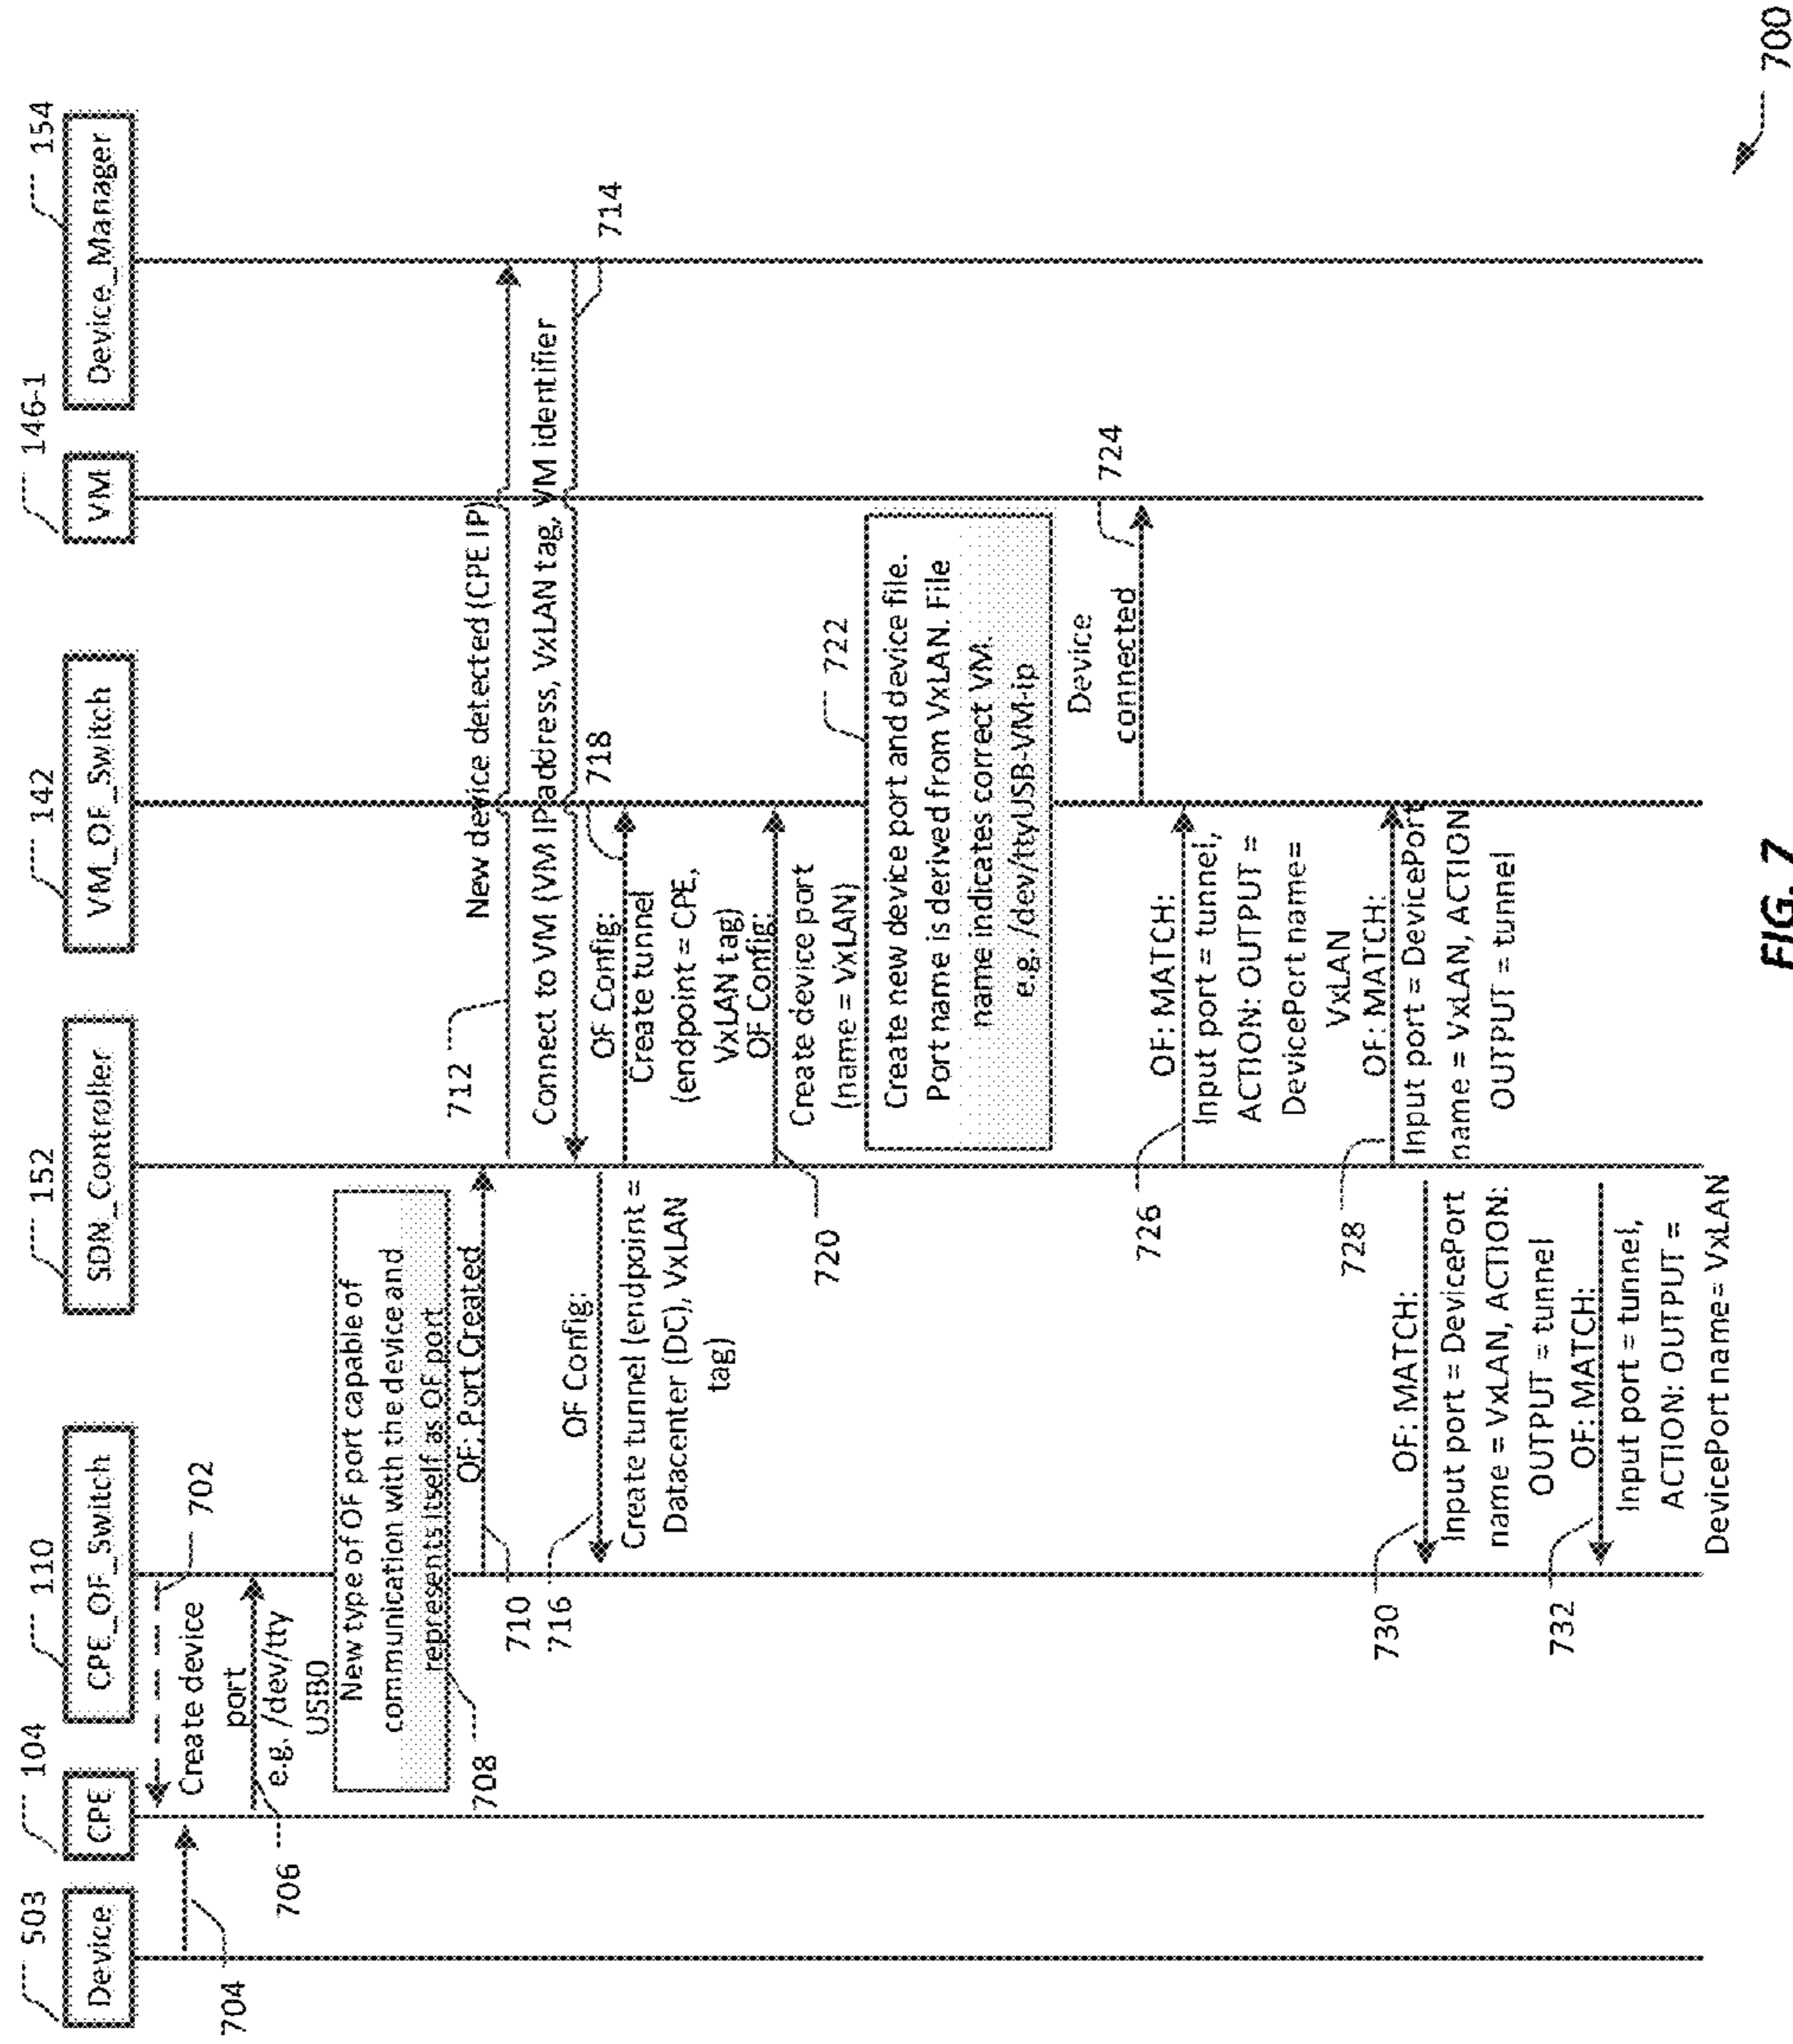 503
104
110
152
142
146-1
154
Device
CPE
CPE_OF_Switch
SDN_Controller
VM_OF_Switch
VM
Device_Manager
702
704
Create device
port
706
e.g. /dev/tty
USB0
New type of OF port capable of
communication with the device and
represents itself as OF port
708
OF: Port Created
710
New device detected (CPE IP)
712
Connect to VM (VM IP address, VxLAN tag, VM identifier
714
OF Config:
716
Create tunnel (endpoint =
Datacenter (DC), VxLAN
tag)
718
OF Config:
Create tunnel
(endpoint = CPE,
VxLAN tag)
OF Config:
720
Create device port
(name = VxLAN)
722
Create new device port and device file.
Port name is derived from VxLAN. File
name indicates correct VM.
e.g. /dev/ttyUSB-VM-ip
Device
connected
724
OF: MATCH:
726
Input port = tunnel,
ACTION: OUTPUT =
DevicePort name=
VxLAN
OF: MATCH:
728
Input port = DevicePort
name = VxLAN, ACTION
OUTPUT = tunnel
OF: MATCH:
730
Input port = DevicePort
name = VxLAN, ACTION:
OUTPUT = tunnel
OF: MATCH:
732
Input port = tunnel,
ACTION: OUTPUT =
DevicePort name= VxLAN
700
FIG. 7